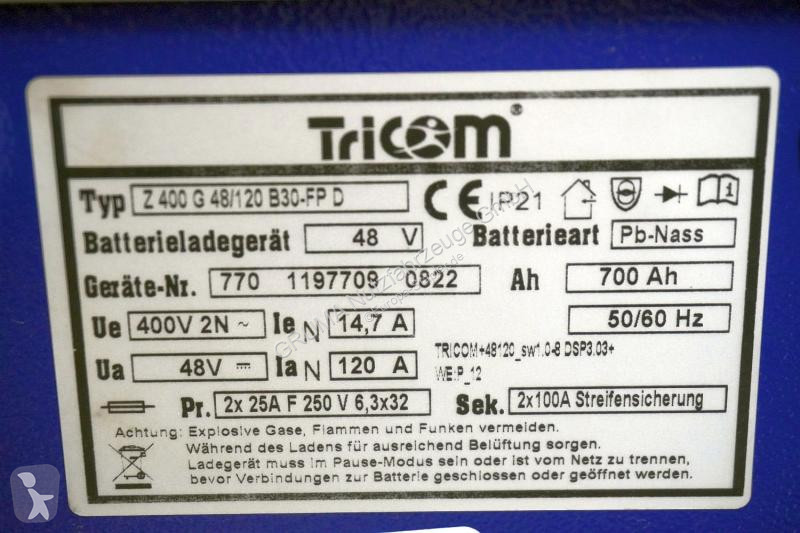 TRICOM®
Typ Z 400 G 48/120 B30-FP D CE IP21
Batterieladegerät 48 V Batterieart Pb-Nass
Geräte-Nr. 770 1197709 0822 Ah 700 Ah
Ue 400V 2N ~ Ie N 14,7 A 50/60 Hz
Ua 48V Ia N 120 A TRICOM+48120_sw1.0-8 DSP3.03+
WE:P_12
Pr. 2x 25A F 250 V 6,3x32 Sek. 2x100A Streifensicherung
Achtung: Explosive Gase, Flammen und Funken vermeiden.
Während des Ladens für ausreichend Belüftung sorgen.
Ladegerät muss im Pause-Modus sein oder ist vom Netz zu trennen,
bevor Verbindungen zur Batterie geschlossen oder geöffnet werden.
GRAMA Nutzfahrzeuge GmbH